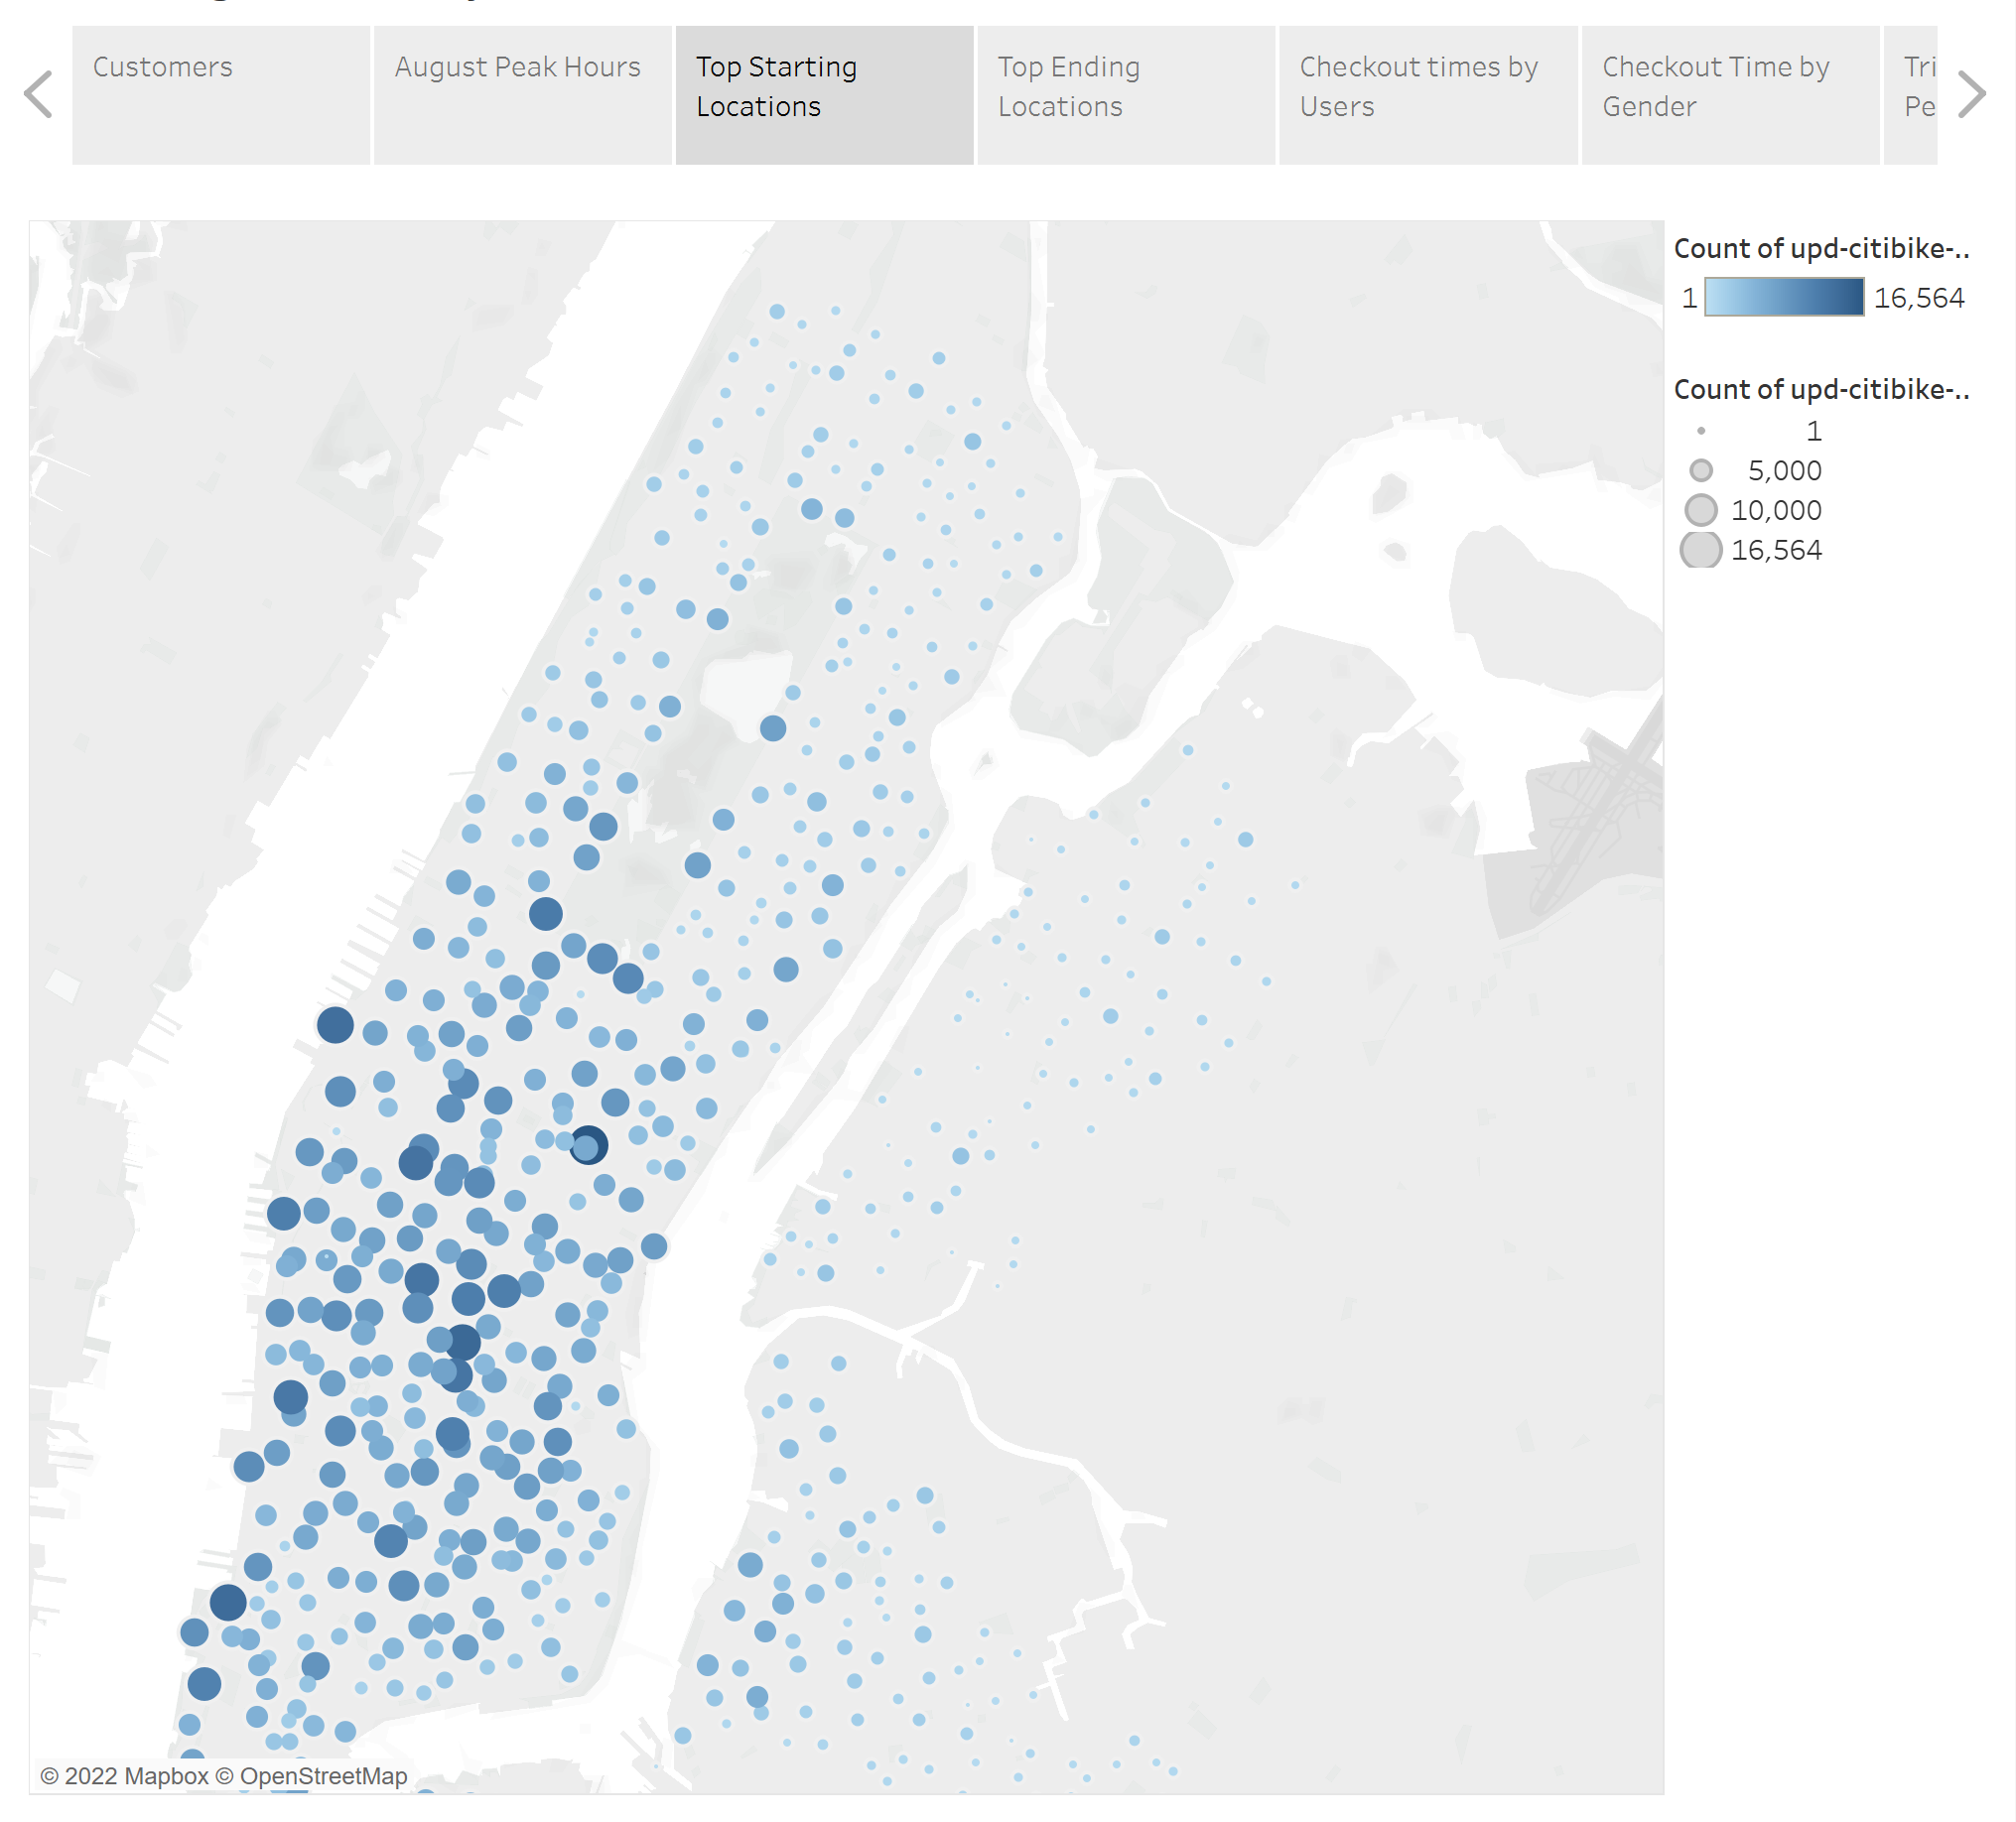 Customers
August Peak Hours
Top Starting
Locations
Top Ending
Locations
Checkout times by
Users
Checkout Time by
Gender
Tri
Pe
Count of upd-citibike-..
1
16,564
Count of upd-citibike-..
1
5,000
10,000
16,564
© 2022 Mapbox © OpenStreetMap